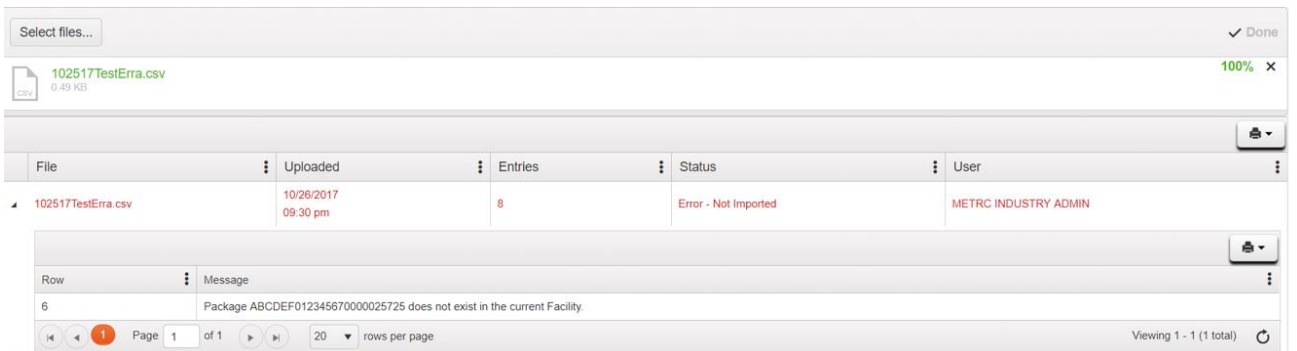 Select files...
Done
102517TestErra.csv
100%
csv
0.49 KB
File Uploaded Entries Status User
102517TestErra.csv 10/26/2017 09:30 pm 8 Error - Not Imported METRC INDUSTRY ADMIN
Row Message
6 Package ABCDEF012345670000025725 does not exist in the current Facility.
1 Page 1 of 1 20 rows per page Viewing 1 - 1 (1 total)